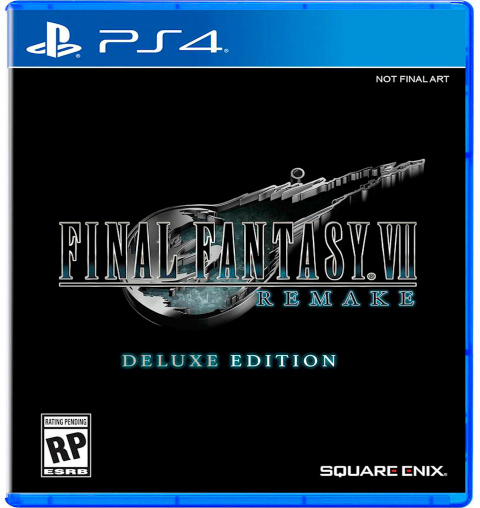 PS4
NOT FINAL ART
FINAL FANTASY VII
REMAKE
DELUXE EDITION
RATING PENDING
RP
ESRB
SQUARE ENIX